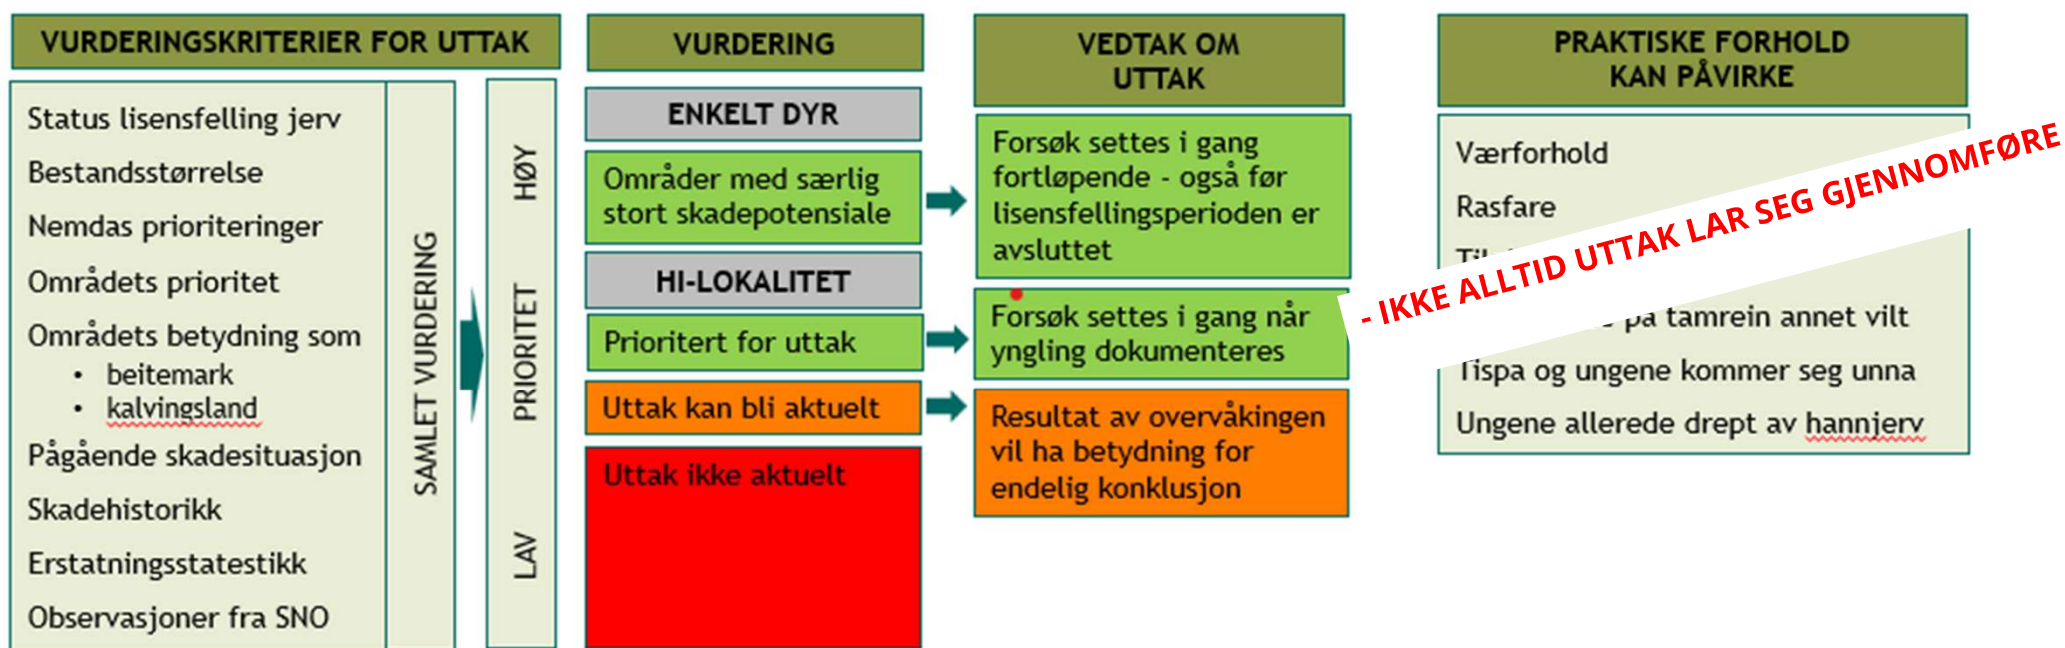 VURDERINGSKRITERIER FOR UTTAK
Status lisensfelling jerv
Bestandsstørrelse
Nemdas prioriteringer
Områdets prioritet
Områdets betydning som
• beitemark
• kalvingsland
Pågående skadesituasjon
Skadehistorikk
Erstatningsstatestikk
Observasjoner fra SNO
SAMLET VURDERING
HØY
PRIORITET
LAV
VURDERING
ENKELT DYR
Områder med særlig
stort skadepotensiale
HI-LOKALITET
Prioritert for uttak
Uttak kan bli aktuelt
Uttak ikke aktuelt
VEDTAK OM
UTTAK
Forsøk settes i gang
fortløpende - også før
lisensfellingsperioden er
avsluttet
Forsøk settes i gang når
yngling dokumenteres
Resultat av overvåkingen
vil ha betydning for
endelig konklusjon
PRAKTISKE FORHOLD
KAN PÅVIRKE
Værforhold
Rasfare
på tamrein annet vilt
Tispa og ungene kommer seg unna
Ungene allerede drept av hannjerv
- IKKE ALLTID UTTAK LAR SEG GJENNOMFØRE